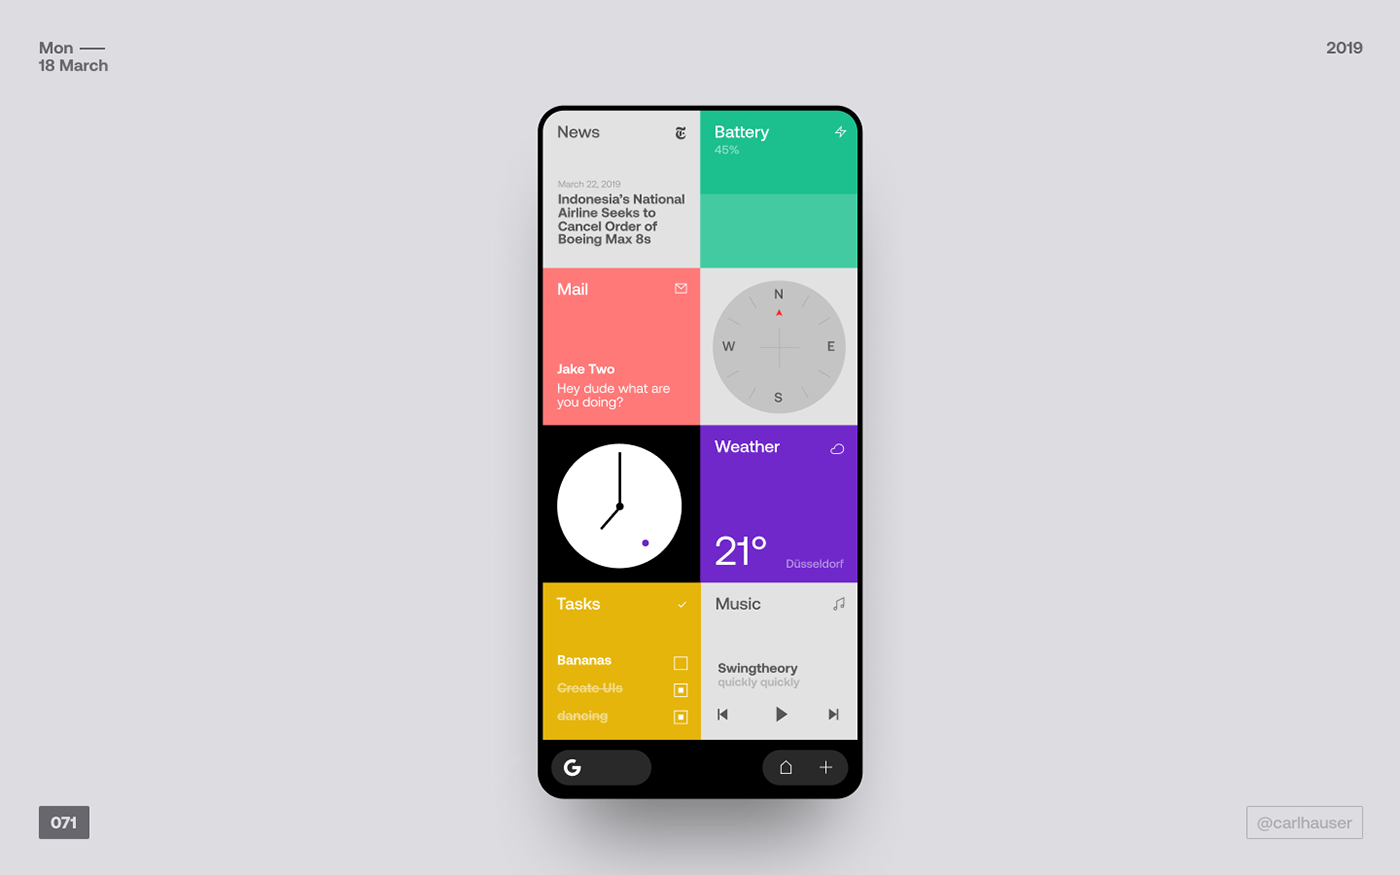 Mon —
18 March
2019
News
T
March 22, 2019
Indonesia’s National
Airline Seeks to
Cancel Order of
Boeing Max 8s
Battery
45%
Mail
Jake Two
Hey dude what are
you doing?
N
W
E
S
Weather
21°
Düsseldorf
Tasks
Bananas
Create UIs
dancing
Music
Swingtheory
quickly quickly
G
071
@carlhauser